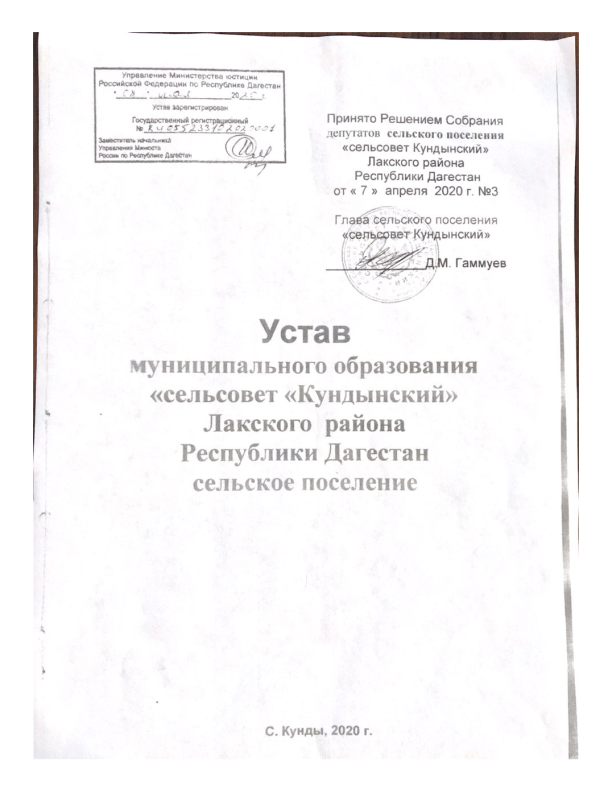 Управление Министерства юстиции
Российской Федерации по Республике Дагестан
Устав зарегистрирован
Государственный регистрационный
№ RU055233102020001
Заместитель начальника
Управления Минюста
России по Республике Дагестан
Принято Решением Собрания
депутатов сельского поселения
«сельсовет Кундынский»
Лакского района
Республики Дагестан
от « 7 » апреля 2020 г. №3
Глава сельского поселения
«сельсовет Кундынский»
Д.М. Гаммуев
Устав
муниципального образования
«сельсовет «Кундынский»
Лакского района
Республики Дагестан
сельское поселение
С. Кунды, 2020 г.